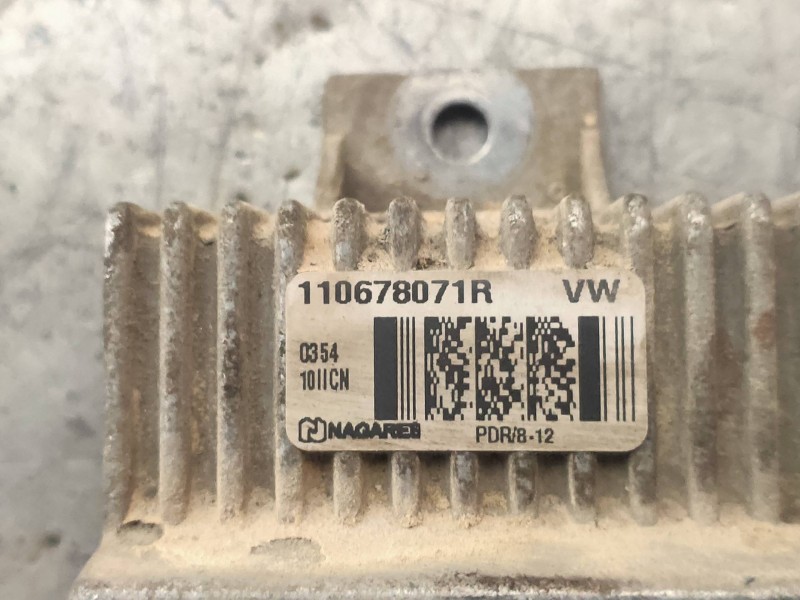 110678071R VW
0354
10IICN
NAGARES
PDR/8-12